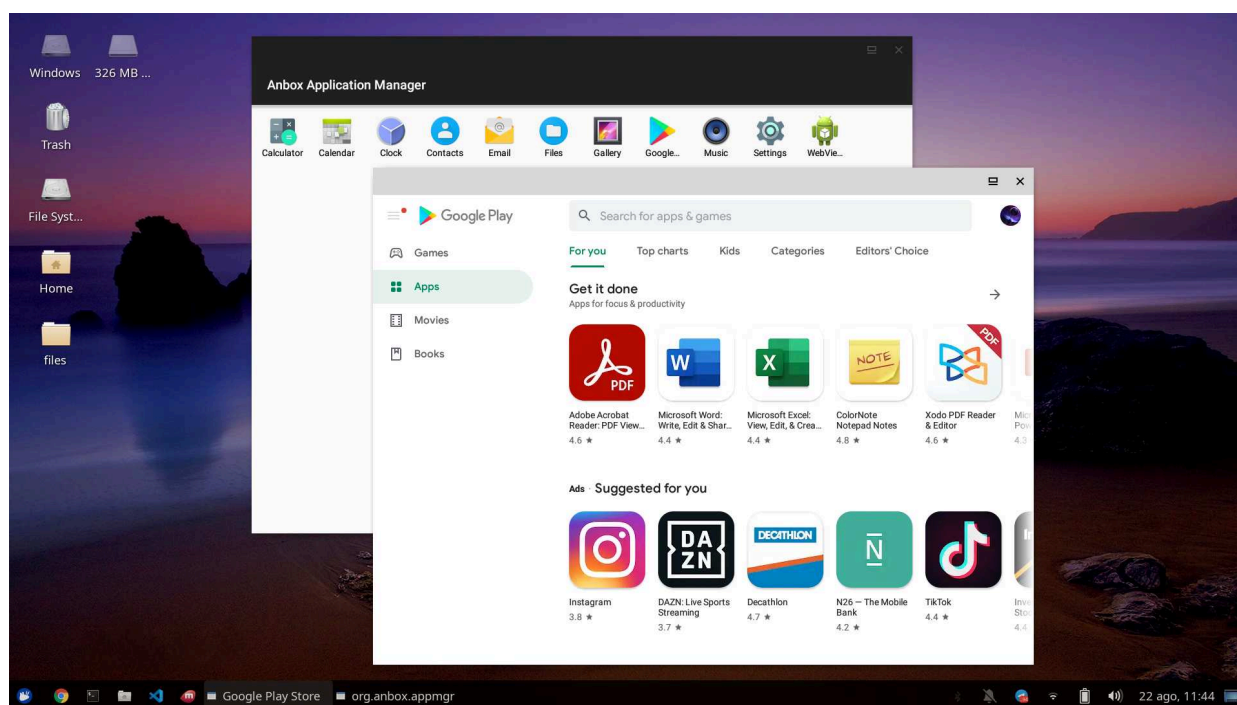 Windows
326 MB ...
Trash
File Syst...
Home
files
Anbox Application Manager
Calculator
Calendar
Clock
Contacts
Email
Files
Gallery
Google...
Music
Settings
WebVie...
Google Play
Search for apps & games
Games
Apps
Movies
Books
For you
Top charts
Kids
Categories
Editors' Choice
Get it done
Apps for focus & productivity
PDF
W
X
NOTE
PDF
Adobe Acrobat
Reader: PDF View...
4.6 ★
Microsoft Word:
Write, Edit & Shar...
4.4 ★
Microsoft Excel:
View, Edit, & Crea...
4.4 ★
ColorNote
Notepad Notes
4.8 ★
Xodo PDF Reader
& Editor
4.6 ★
4.3
Ads · Suggested for you
DA
ZN
DECATHLON
N
Instagram
3.8 ★
DAZN: Live Sports
Streaming
3.7 ★
Decathlon
4.7 ★
N26 — The Mobile
Bank
4.2 ★
TikTok
4.4 ★
4.4
Google Play Store
org.anbox.appmgr
22 ago, 11:44